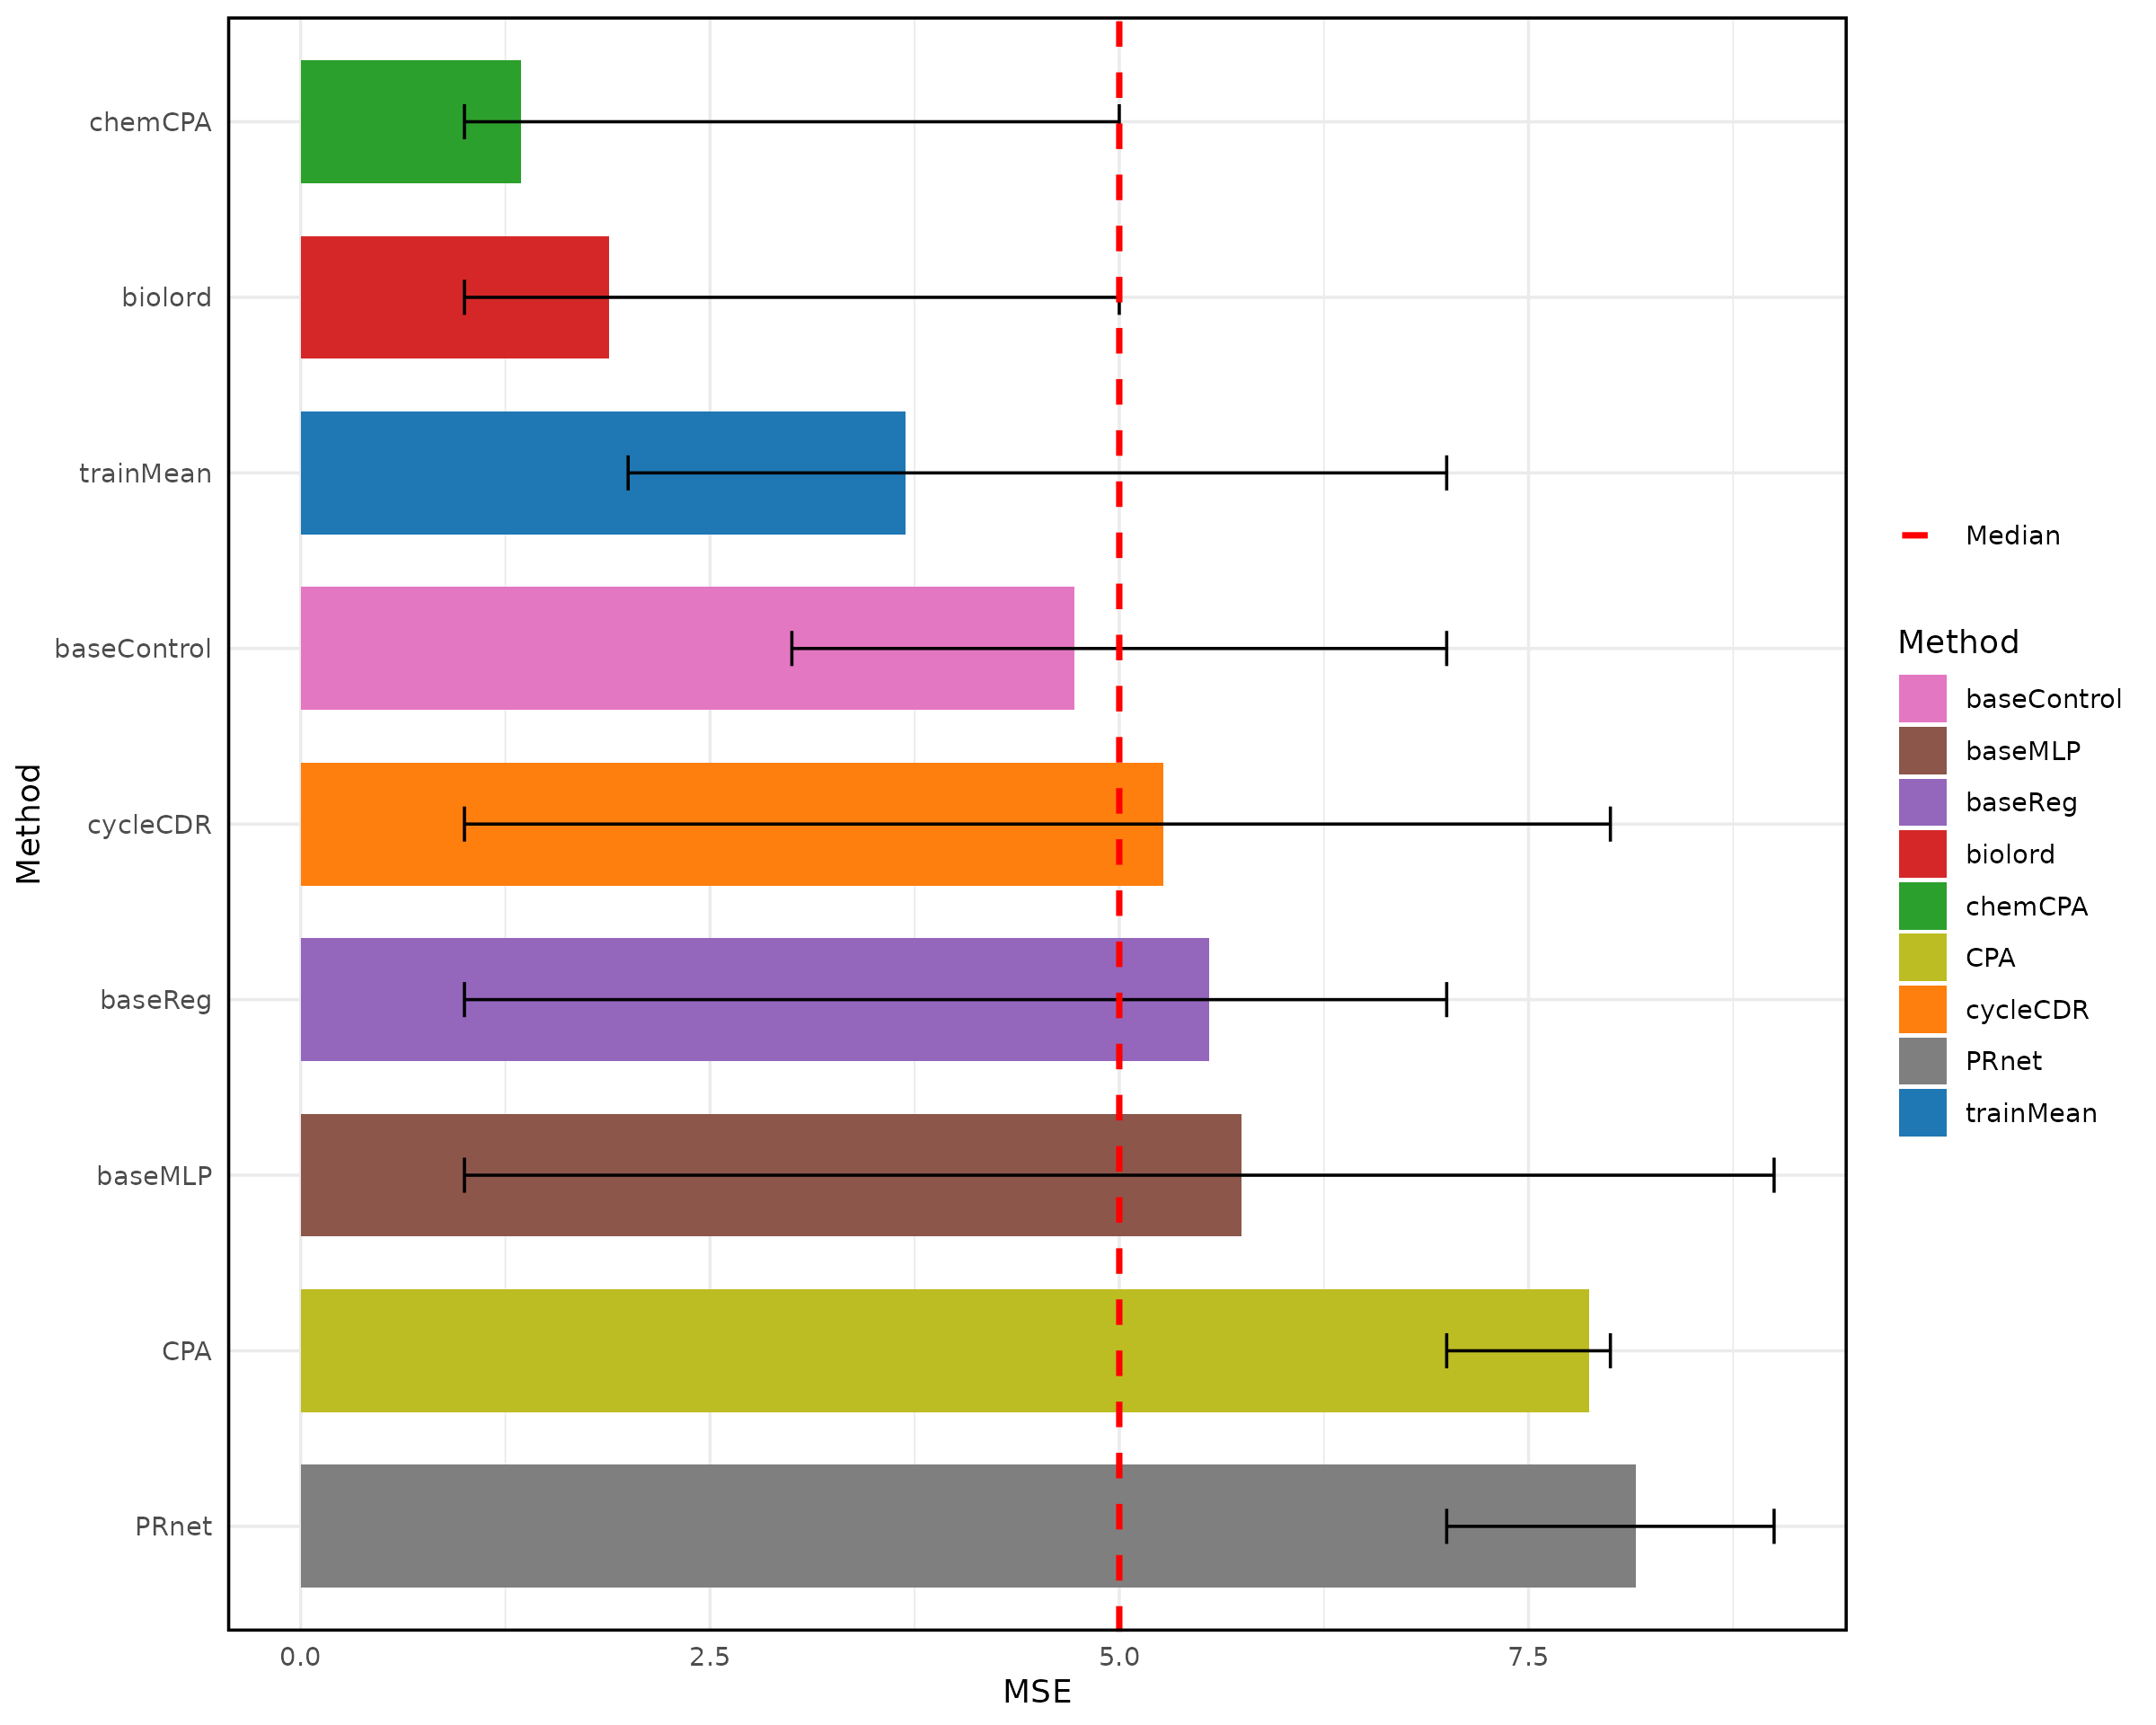 Method
chemCPA
biolord
trainMean
baseControl
cycleCDR
baseReg
baseMLP
CPA
PRnet
0.0 2.5 5.0 7.5
MSE
Median
Method
baseControl
baseMLP
baseReg
biolord
chemCPA
CPA
cycleCDR
PRnet
trainMean